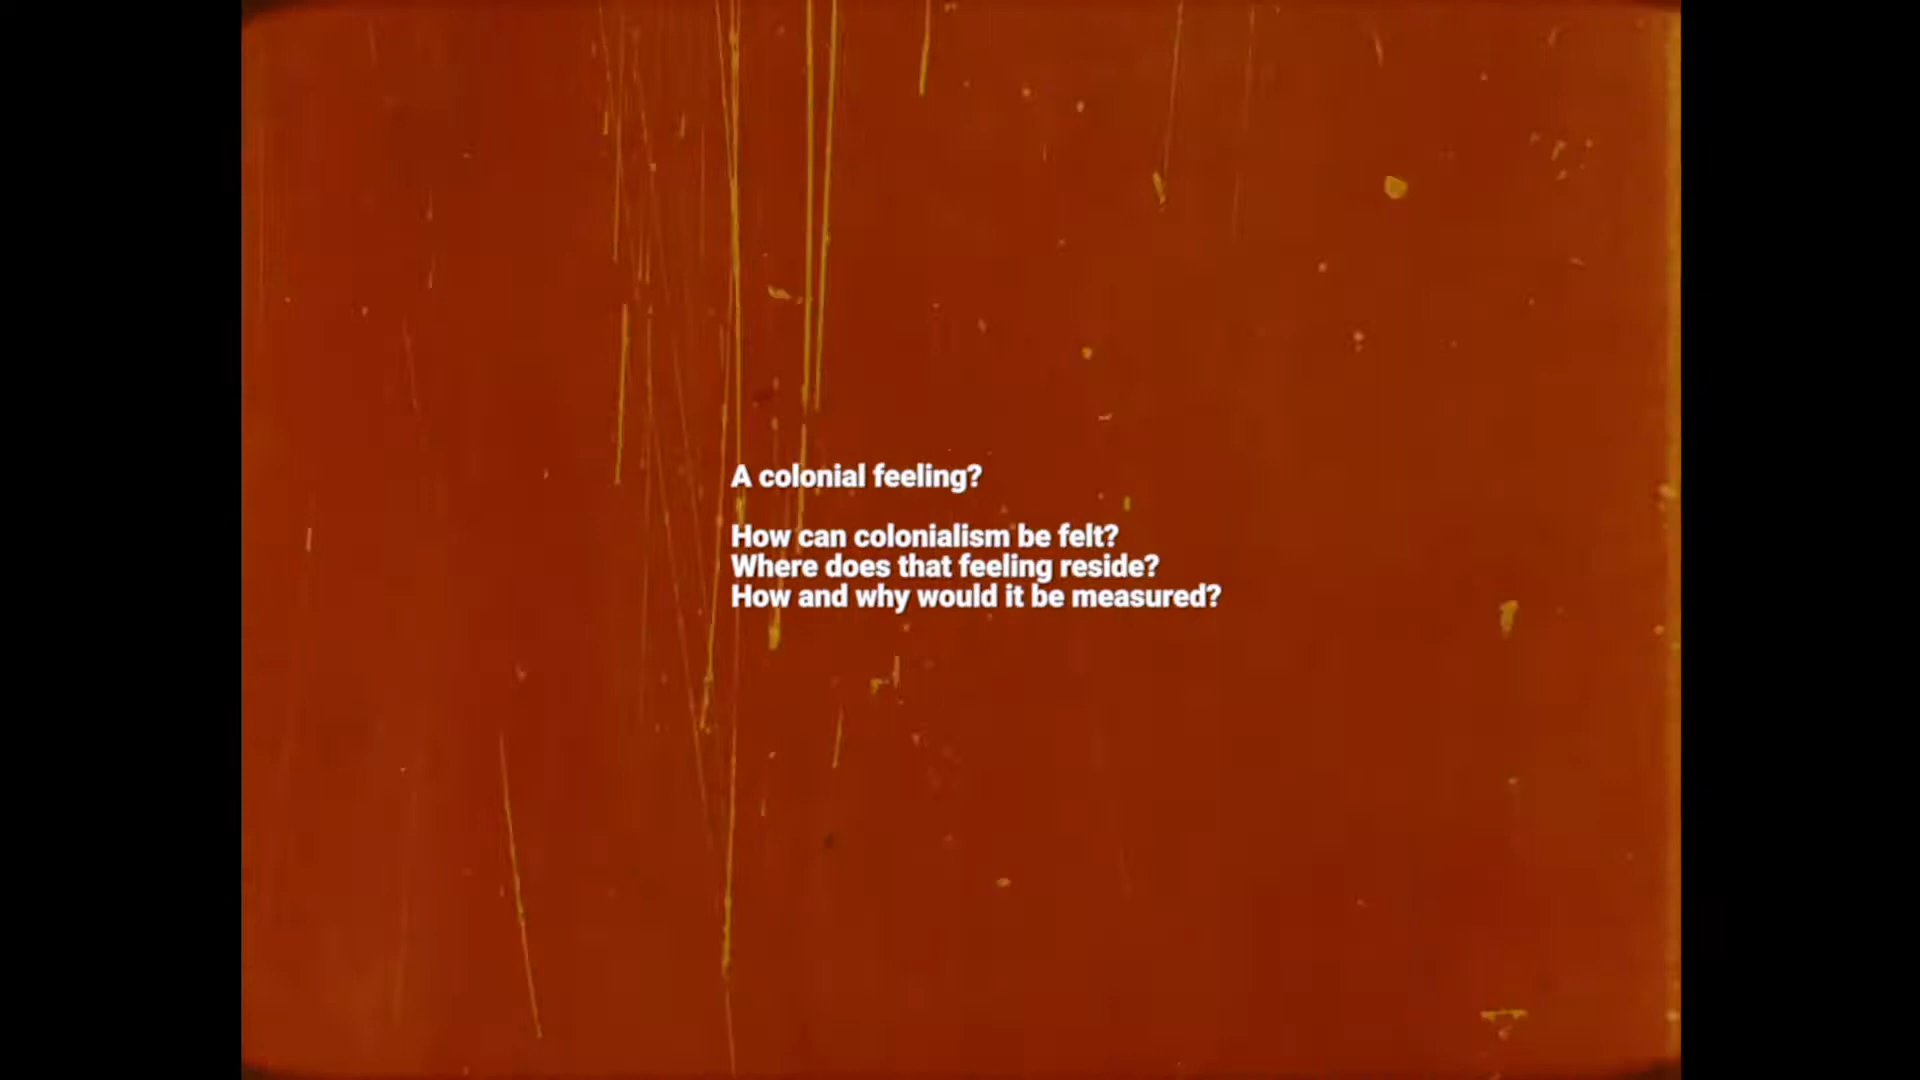 A colonial feeling?
How can colonialism be felt?
Where does that feeling reside?
How and why would it be measured?